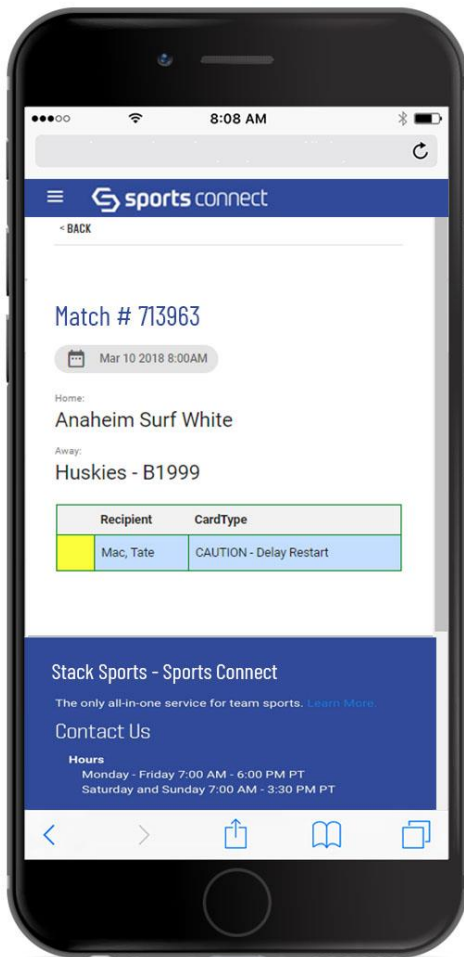 8:08 AM
sports connect
< BACK
Match # 713963
Mar 10 2018 8:00AM
Home:
Anaheim Surf White
Away:
Huskies - B1999
Recipient CardType
Mac, Tate CAUTION - Delay Restart
Stack Sports - Sports Connect
The only all-in-one service for team sports. Learn More.
Contact Us
Hours
Monday - Friday 7:00 AM - 6:00 PM PT
Saturday and Sunday 7:00 AM - 3:30 PM PT